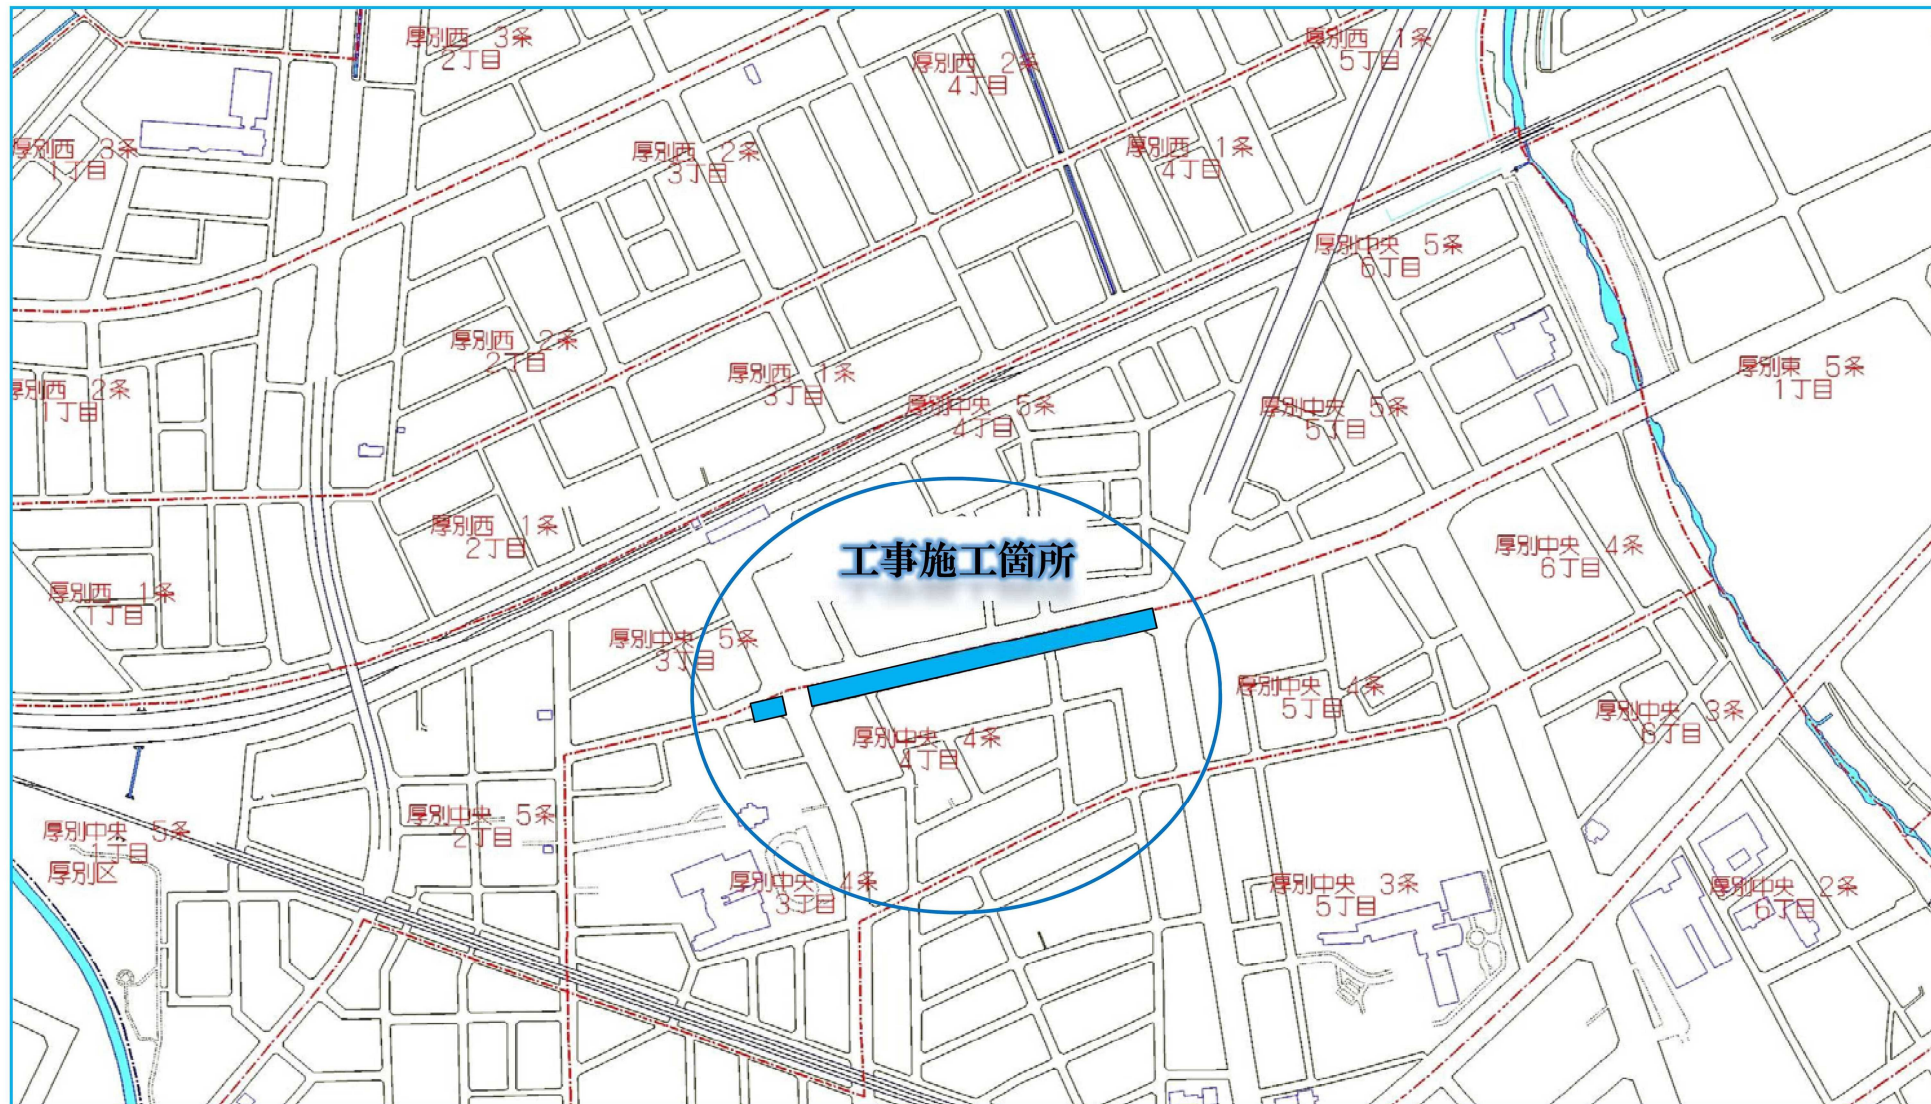 厚別西　3条
2丁目
厚別西　2条
4丁目
厚別西　1条
5丁目
厚別西　3条
1丁目
厚別西　2条
3丁目
厚別西　1条
4丁目
厚別中央　5条
6丁目
厚別西　2条
2丁目
厚別西　1条
3丁目
厚別東　5条
1丁目
厚別西　2条
1丁目
厚別中央　5条
4丁目
厚別中央　5条
5丁目
厚別西　1条
2丁目
工事施工箇所
厚別中央　4条
6丁目
厚別西　1条
1丁目
厚別中央　5条
3丁目
厚別中央　4条
5丁目
厚別中央　3条
6丁目
厚別中央　4条
4丁目
厚別中央　5条
2丁目
厚別中央　5条
1丁目
厚別区
厚別中央　4条
3丁目
厚別中央　3条
5丁目
厚別中央　2条
6丁目